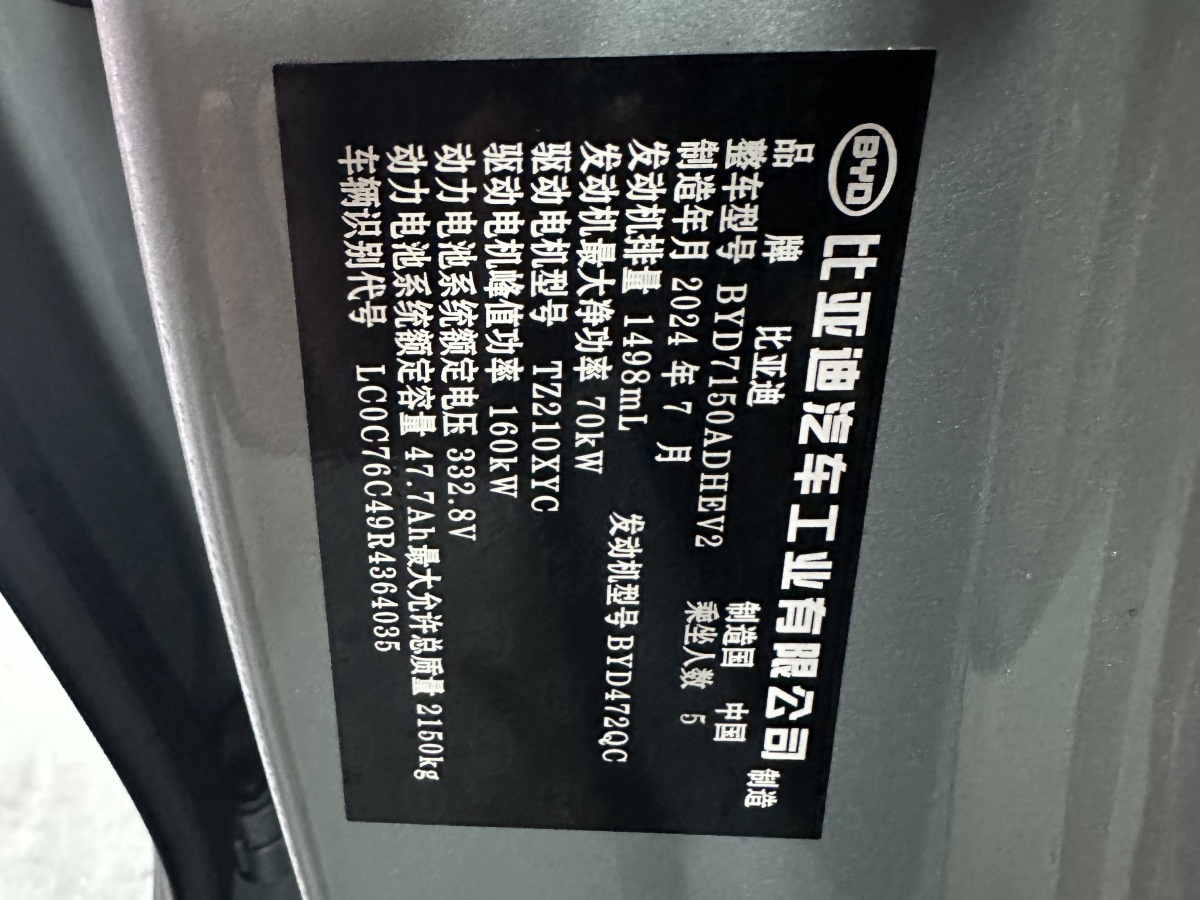 BYD 比亚迪汽车工业有限公司 制造
品牌 比亚迪 制造国 中国
整车型号 BYD7150ADHEV2 乘坐人数 5
制造年月 2024 年 7 月
发动机排量 1498mL 发动机型号 BYD472QC
发动机最大净功率 70kW
驱动电机型号 TZ210XYC
驱动电机峰值功率 160kW
动力电池系统额定电压 332.8V
动力电池系统额定容量 47.7Ah 最大允许总质量 2150kg
车辆识别代号 LC0C76C49R4364035